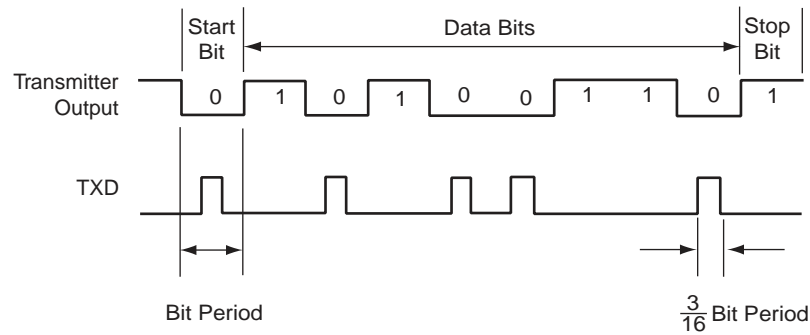 Start
Bit
Data Bits
Stop
Bit
Transmitter
Output
0 1 0 1 0 0 1 1 0 1
TXD
Bit Period
3/16 Bit Period